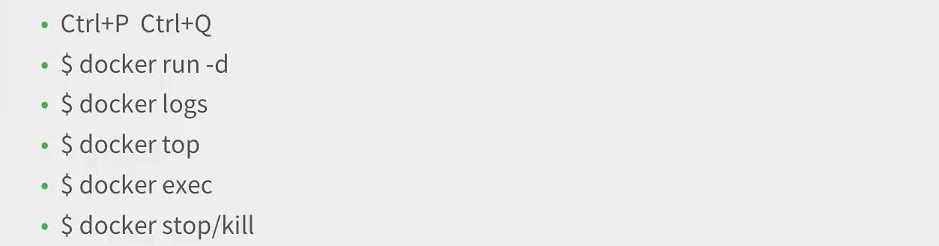 • Ctrl+P  Ctrl+Q
• $ docker run -d
• $ docker logs
• $ docker top
• $ docker exec
• $ docker stop/kill